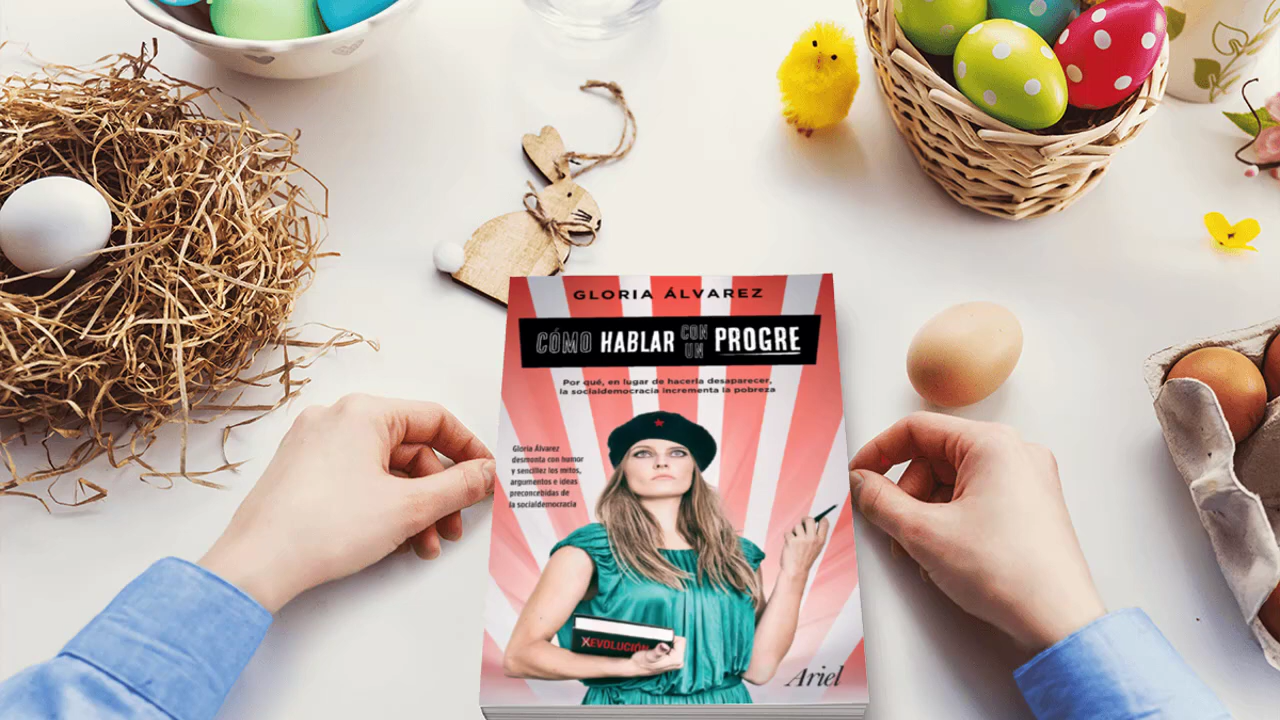 GLORIA ÁLVAREZ
CÓMO HABLAR CON UN PROGRE
Por qué, en lugar de hacerla desaparecer,
la socialdemocracia incrementa la pobreza
Gloria Álvarez
desmonta con humor
y sencillez los mitos,
argumentos e ideas
preconcebidas de
la socialdemocracia
XEVOLUCIÓN
Ariel